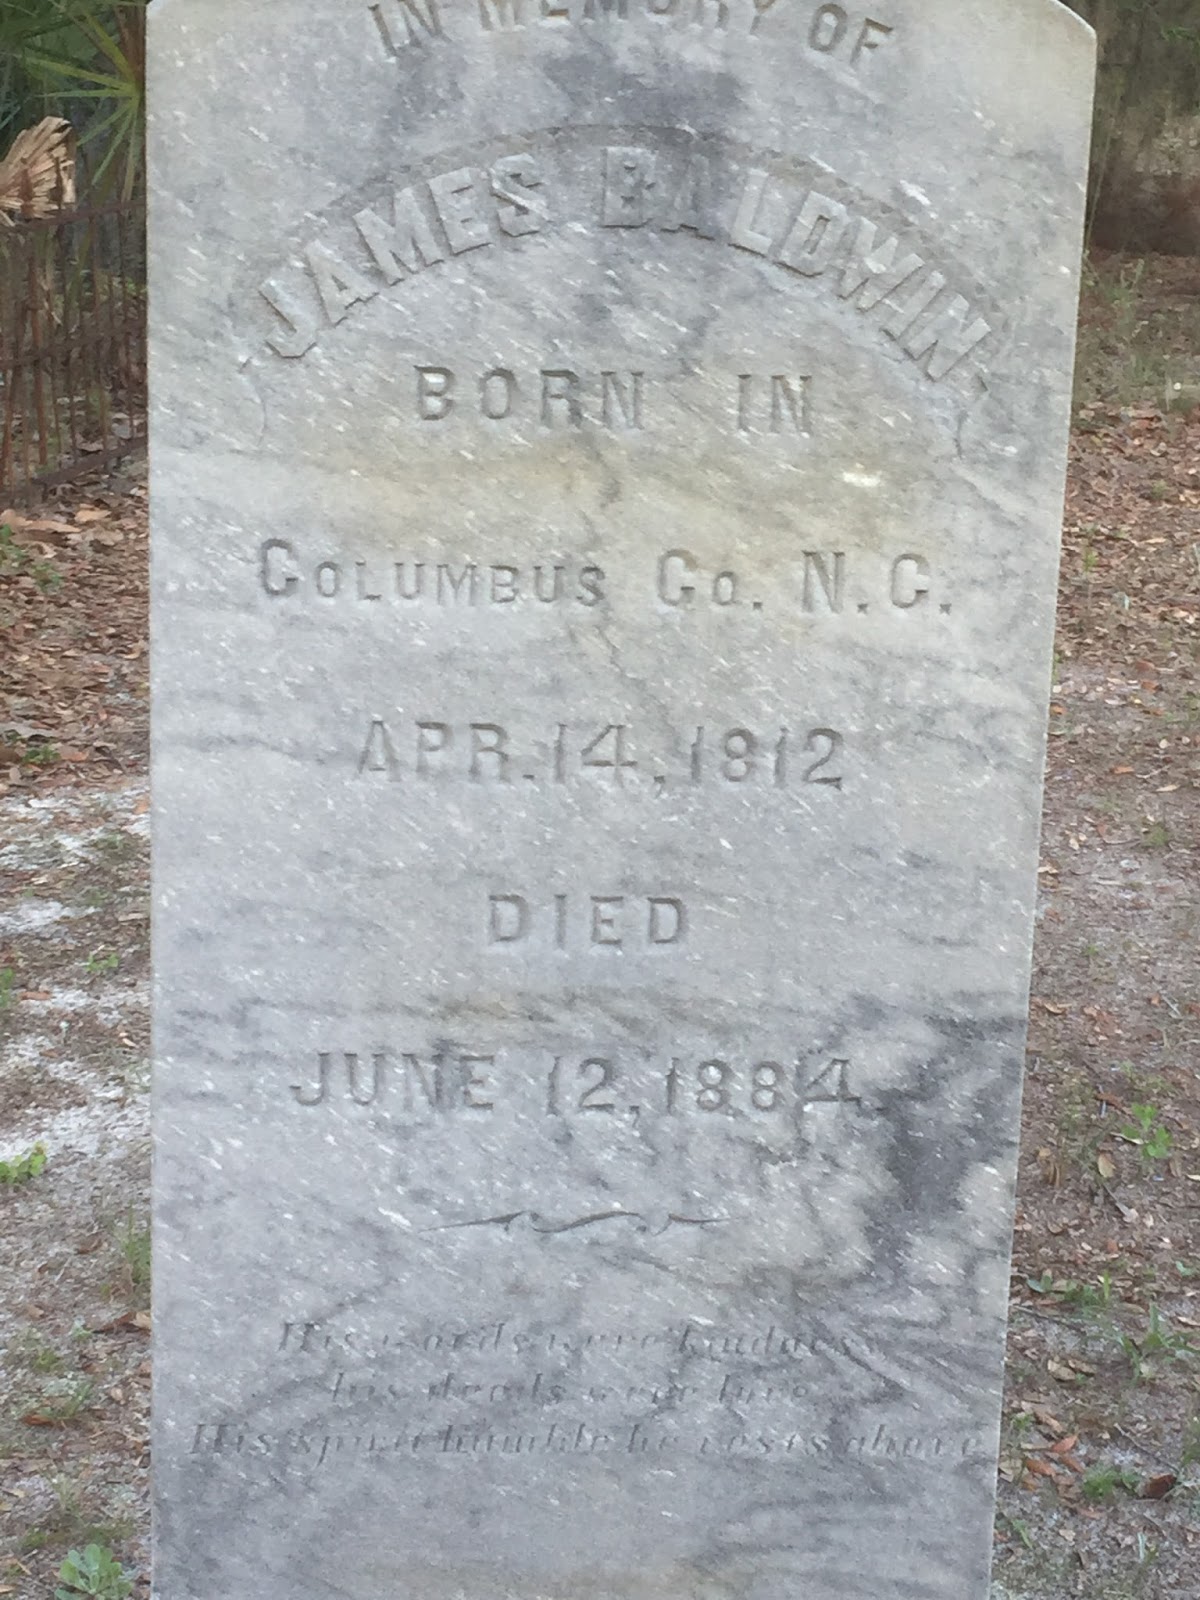 IN MEMORY OF
JAMES BALDWIN
BORN IN
COLUMBUS CO. N.C.
APR. 14, 1812
DIED
JUNE 12, 1884.
His words were kindness,
his deeds were love
His spirit humble he rests above